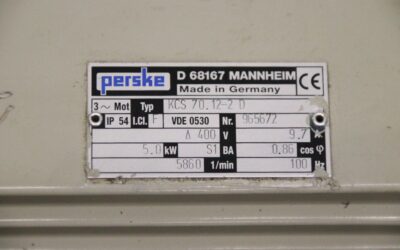 perske D 68167 MANNHEIM CE
Made in Germany
3~ Mot Typ KCS 70.12-2 D
IP 54 I.Cl. F VDE 0530 Nr. 965672
Λ 400 V 9.7 A
5.0 kW S1 BA 0.86 cos φ
5860 1/min 100 Hz